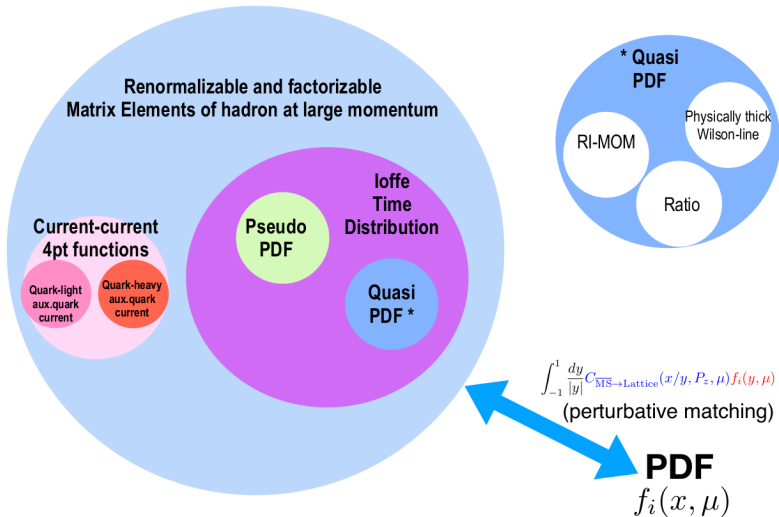 Renormalizable and factorizable
Matrix Elements of hadron at large momentum
Current-current
4pt functions
Quark-light
aux.quark
current
Quark-heavy
aux.quark
current
Ioffe
Time
Distribution
Pseudo
PDF
Quasi
PDF *
* Quasi
PDF
RI-MOM
Physically thick
Wilson-line
Ratio
∫_{-1}^{1} dy/|y| C_{\overline{MS}→Lattice}(x/y, P_z, μ) f_i(y, μ)
(perturbative matching)
PDF
f_i(x, μ)